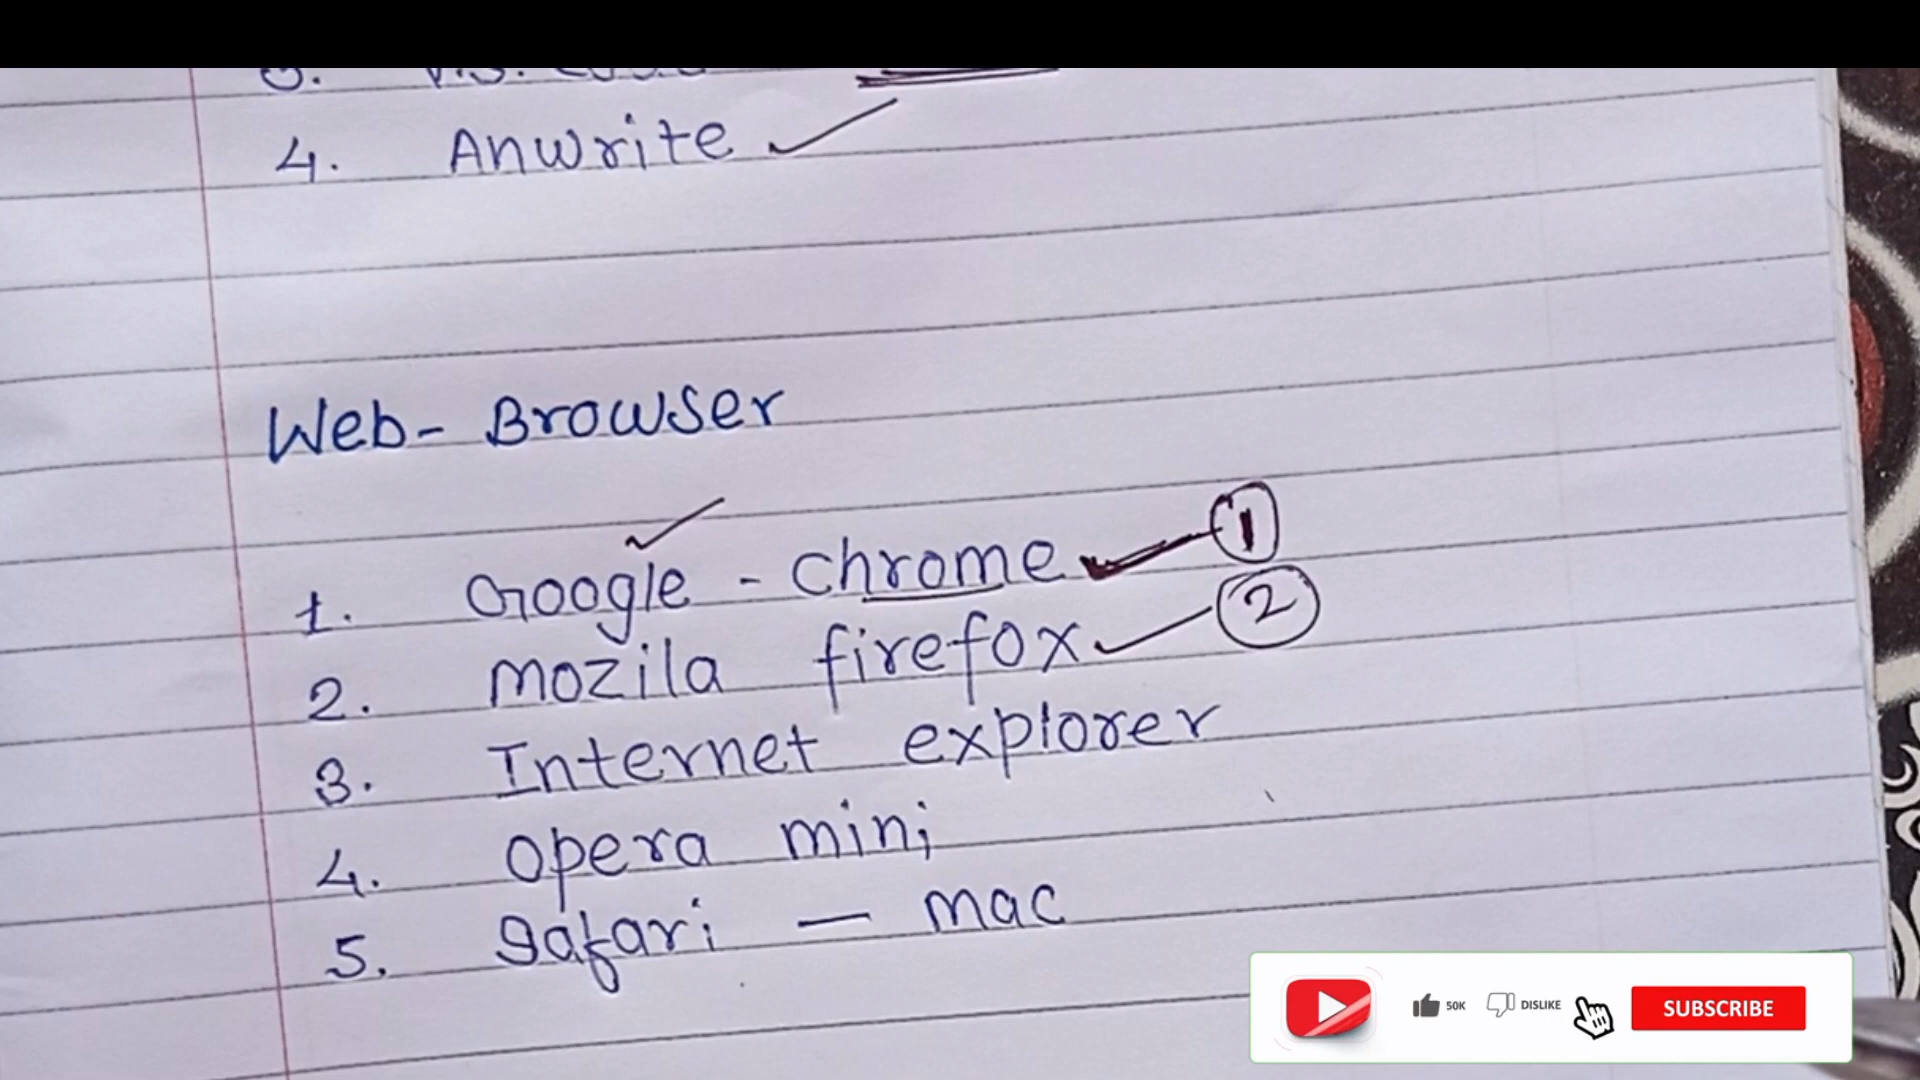 4. Anwrite
Web-Browser
1. Google - chrome ①
2. mozila firefox ②
3. Internet explorer
4. opera mini
5. Safari — mac
50K DISLIKE SUBSCRIBE